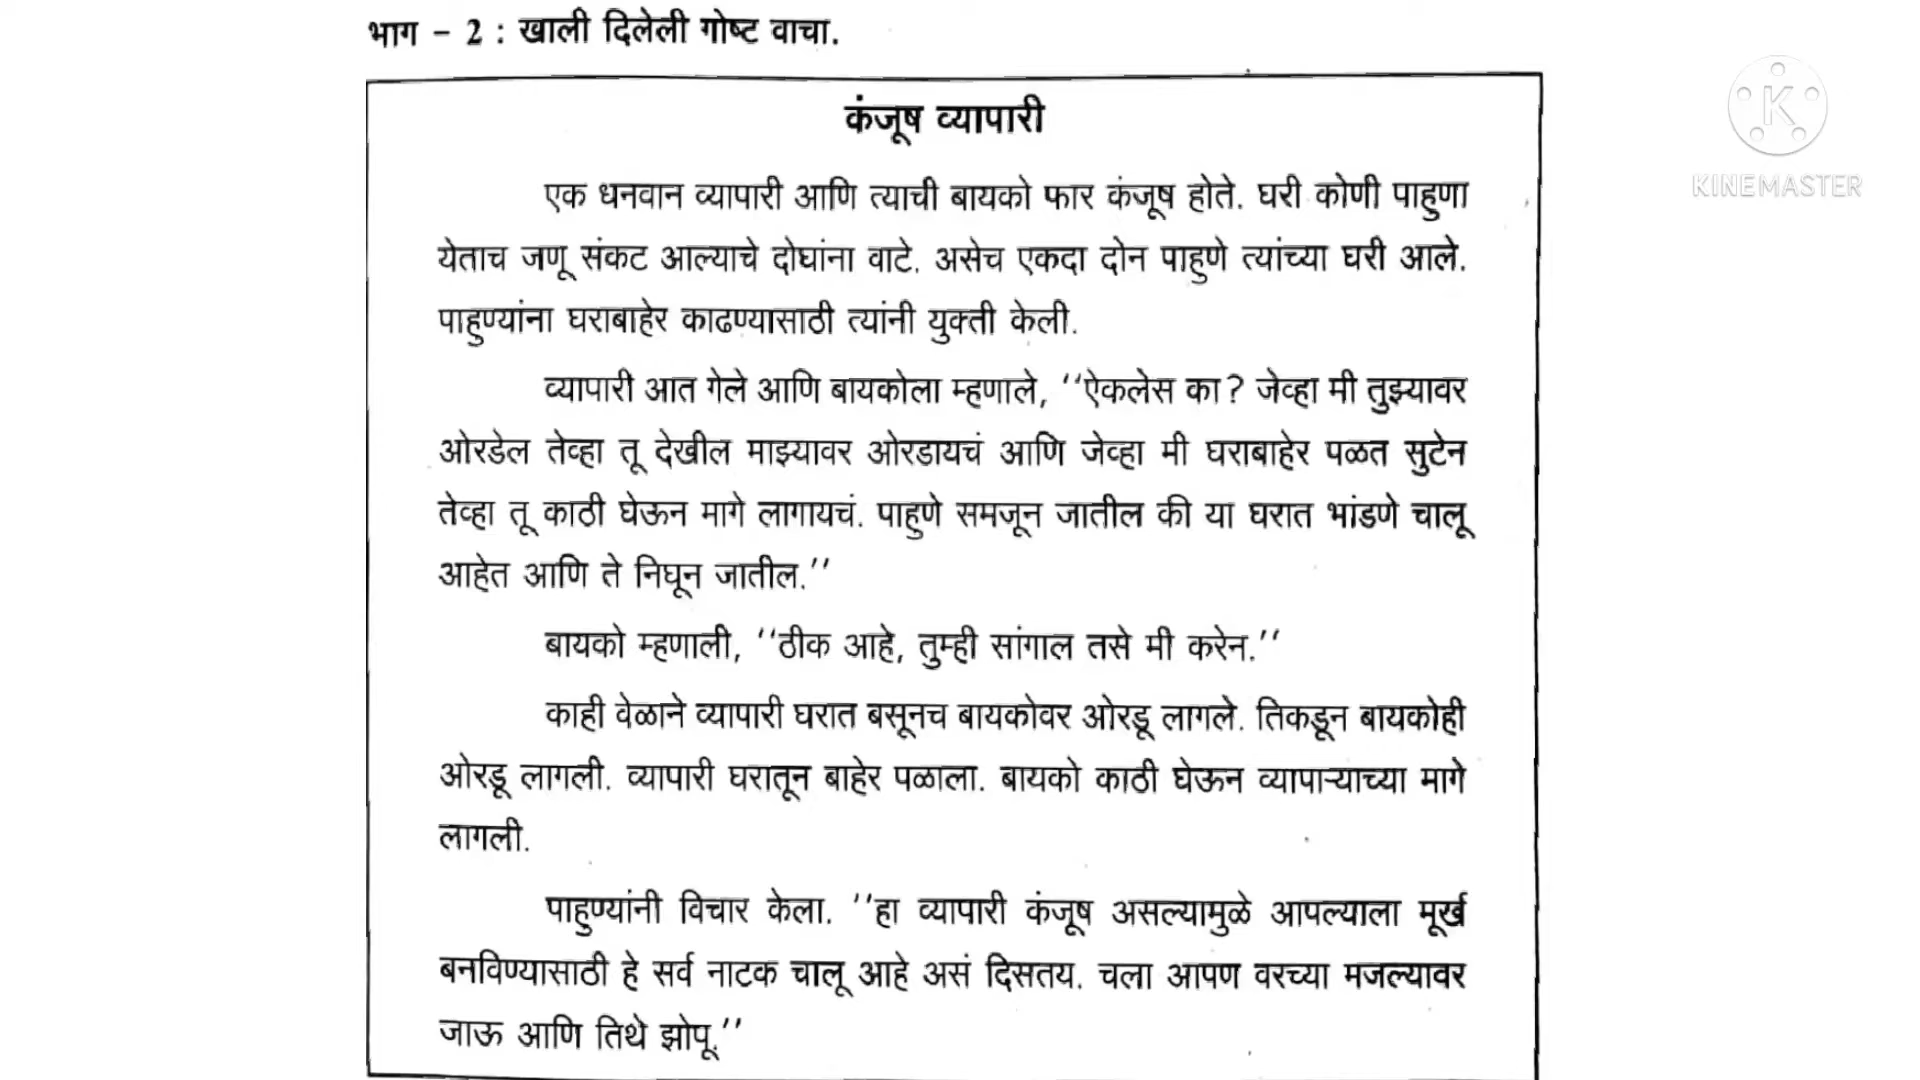 भाग - 2 : खाली दिलेली गोष्ट वाचा.
कंजूष व्यापारी
एक धनवान व्यापारी आणि त्याची बायको फार कंजूष होते. घरी कोणी पाहुणा
येताच जणू संकट आल्याचे दोघांना वाटे. असेच एकदा दोन पाहुणे त्यांच्या घरी आले.
पाहुण्यांना घराबाहेर काढण्यासाठी त्यांनी युक्ती केली.
व्यापारी आत गेले आणि बायकोला म्हणाले, ‘‘ऐकलेस का? जेव्हा मी तुझ्यावर
ओरडेल तेव्हा तू देखील माझ्यावर ओरडायचं आणि जेव्हा मी घराबाहेर पळत सुटेन
तेव्हा तू काठी घेऊन मागे लागायचं. पाहुणे समजून जातील की या घरात भांडणे चालू
आहेत आणि ते निघून जातील.’’
बायको म्हणाली, ‘‘ठीक आहे, तुम्ही सांगाल तसे मी करेन.’’
काही वेळाने व्यापारी घरात बसूनच बायकोवर ओरडू लागले. तिकडून बायकोही
ओरडू लागली. व्यापारी घरातून बाहेर पळाला. बायको काठी घेऊन व्यापाऱ्याच्या मागे
लागली.
पाहुण्यांनी विचार केला. ‘‘हा व्यापारी कंजूष असल्यामुळे आपल्याला मूर्ख
बनविण्यासाठी हे सर्व नाटक चालू आहे असं दिसतय. चला आपण वरच्या मजल्यावर
जाऊ आणि तिथे झोपू.’’
K
KINEMASTER